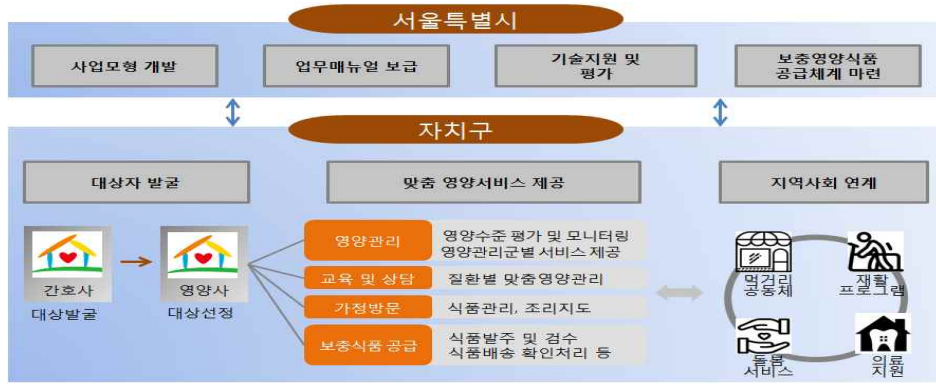 서울특별시
사업모형 개발
업무매뉴얼 보급
기술지원 및
평가
보충영양식품
공급체계 마련
자치구
대상자 발굴
맞춤 영양서비스 제공
지역사회 연계
간호사
대상발굴
영양사
대상선정
영양관리
영양수준 평가 및 모니터링
영양관리군별 서비스 제공
교육 및 상담
질환별 맞춤영양관리
가정방문
식품관리, 조리지도
보충식품 공급
식품발주 및 검수
식품배송 확인처리 등
먹거리
공동체
재활
프로그램
돌봄
서비스
의료
지원